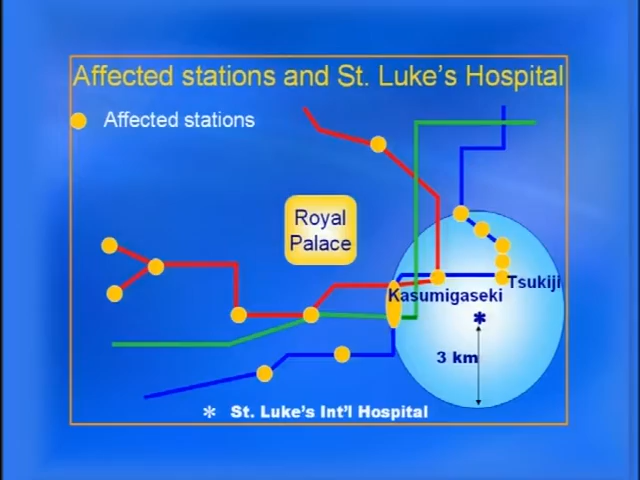 Affected stations and St. Luke's Hospital
Affected stations
Royal
Palace
Kasumigaseki
Tsukiji
*
3 km
* St. Luke's Int'l Hospital